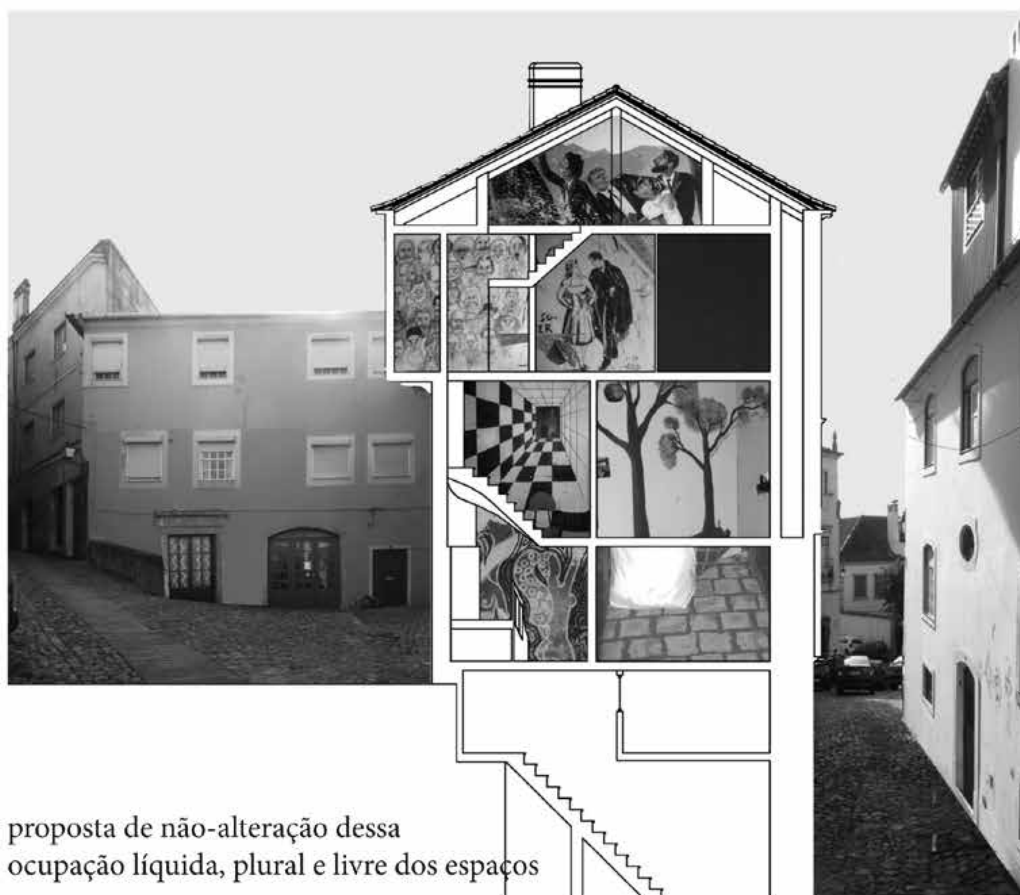 proposta de não-alteração dessa
ocupação líquida, plural e livre dos espaços